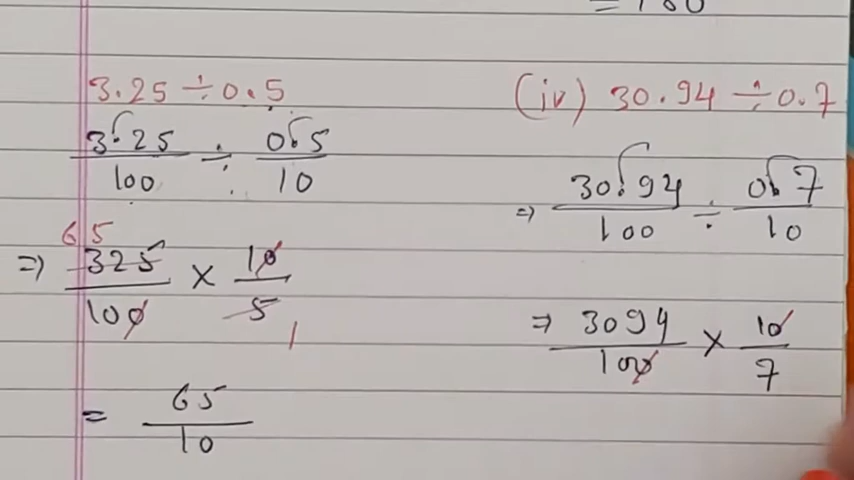 = 180
3.25 ÷ 0.5
3.25/100 ÷ 0.5/10
65
⇒ 325/100 × 10/5
1
= 65/10
(iv) 30.94 ÷ 0.7
⇒ 30.94/100 ÷ 0.7/10
⇒ 3094/100 × 10/7